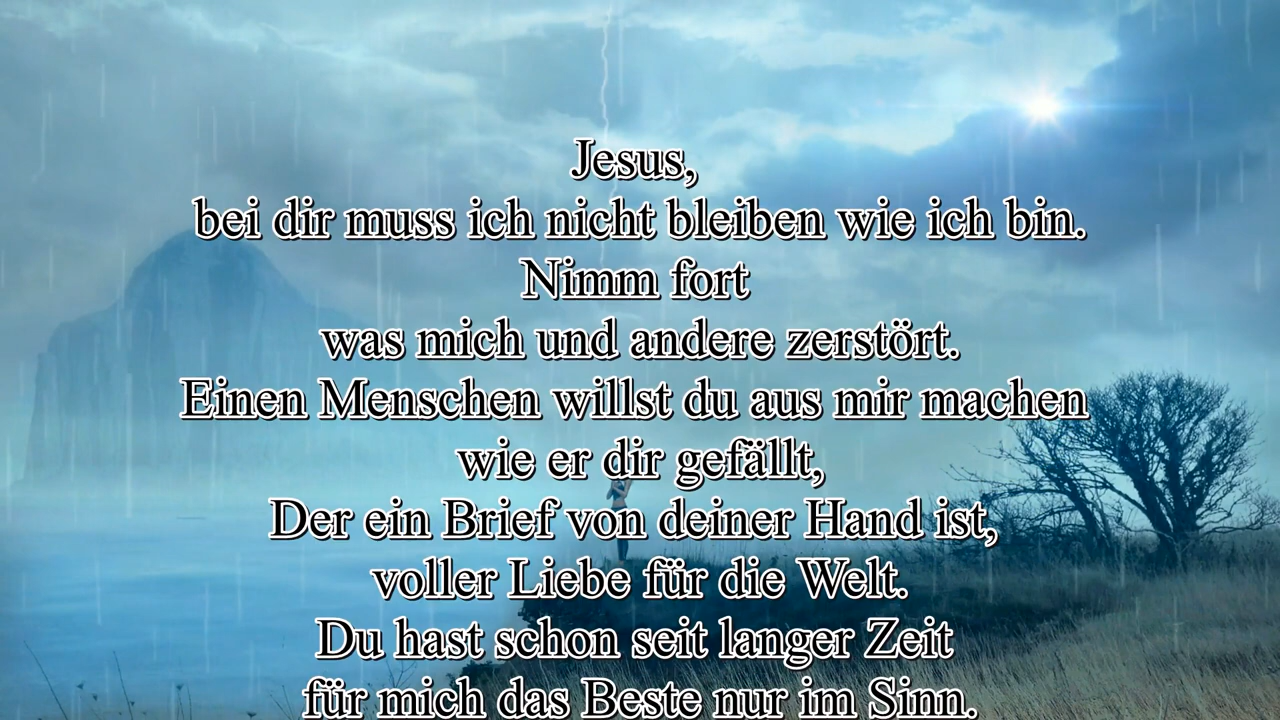 Jesus,
bei dir muss ich nicht bleiben wie ich bin.
Nimm fort
was mich und andere zerstört.
Einen Menschen willst du aus mir machen
wie er dir gefällt,
Der ein Brief von deiner Hand ist,
voller Liebe für die Welt.
Du hast schon seit langer Zeit
für mich das Beste nur im Sinn.